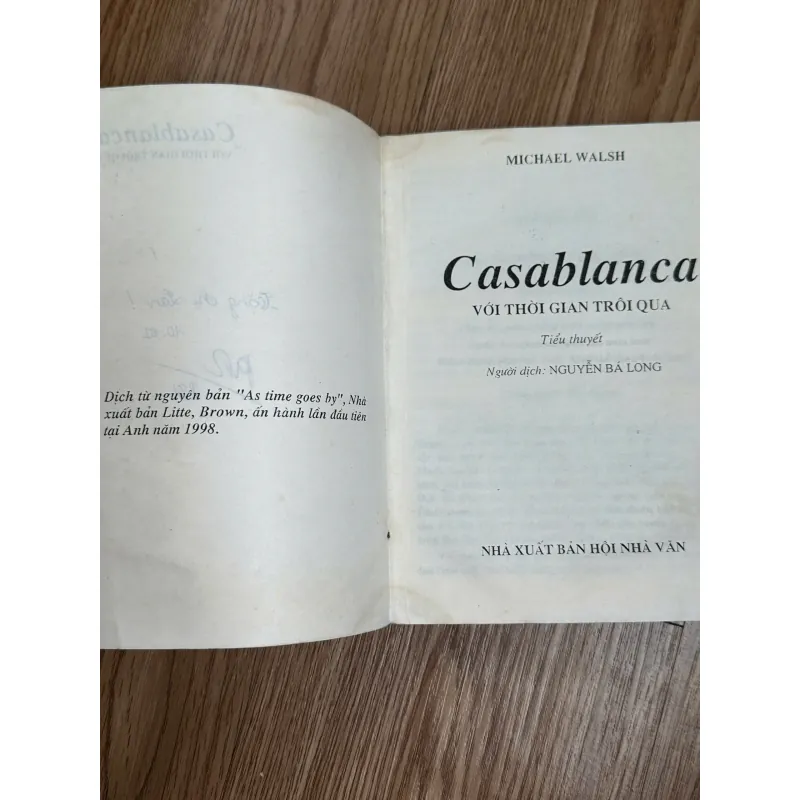 Dịch từ nguyên bản "As time goes by", Nhà
xuất bản Litte, Brown, ấn hành lần đầu tiên
tại Anh năm 1998.
MICHAEL WALSH
Casablanca
VỚI THỜI GIAN TRÔI QUA
Tiểu thuyết
Người dịch: NGUYỄN BÁ LONG
NHÀ XUẤT BẢN HỘI NHÀ VĂN